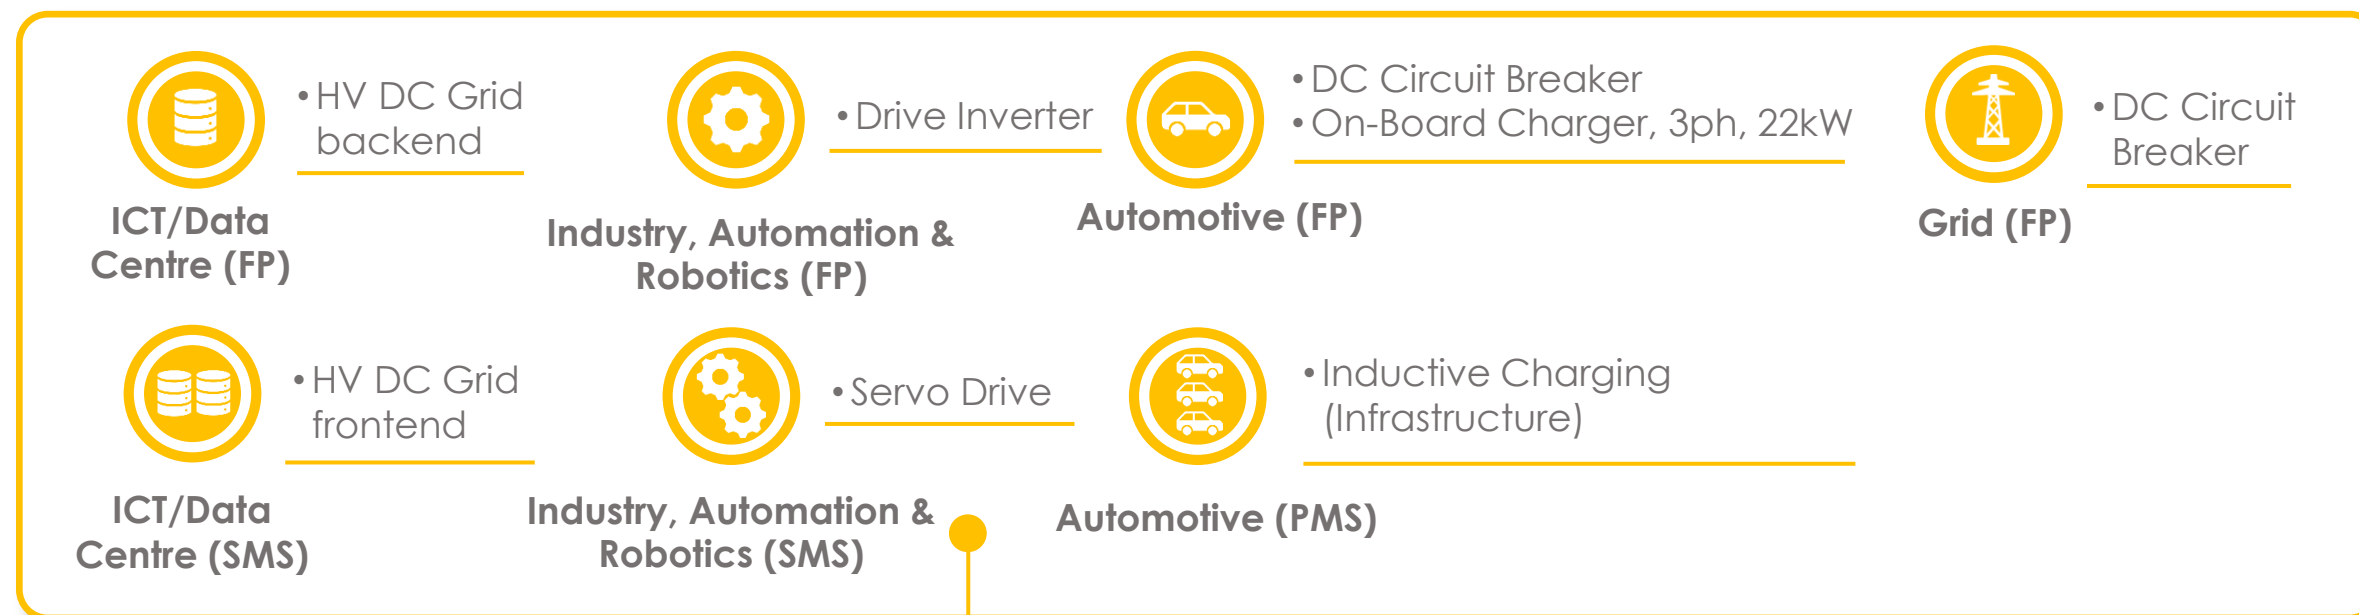 • HV DC Grid
backend
ICT/Data
Centre (FP)
• Drive Inverter
Industry, Automation &
Robotics (FP)
• DC Circuit Breaker
• On-Board Charger, 3ph, 22kW
Automotive (FP)
• DC Circuit
Breaker
Grid (FP)
• HV DC Grid
frontend
ICT/Data
Centre (SMS)
• Servo Drive
Industry, Automation &
Robotics (SMS)
• Inductive Charging
(Infrastructure)
Automotive (PMS)